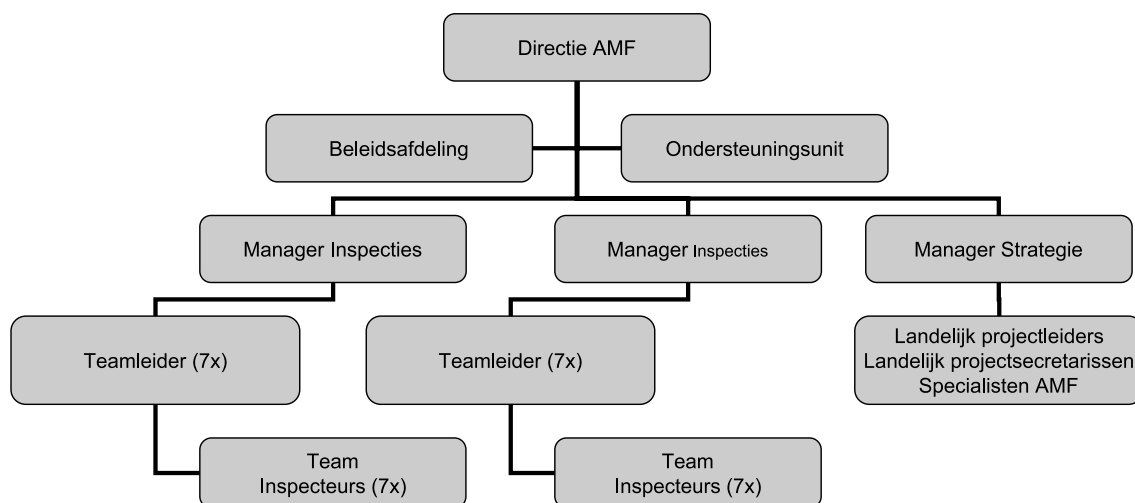 Directie AMF
Beleidsafdeling
Ondersteuningsunit
Manager Inspecties
Manager Inspecties
Manager Strategie
Teamleider (7x)
Teamleider (7x)
Landelijk projectleiders
Landelijk projectsecretarissen
Specialisten AMF
Team
Inspecteurs (7x)
Team
Inspecteurs (7x)